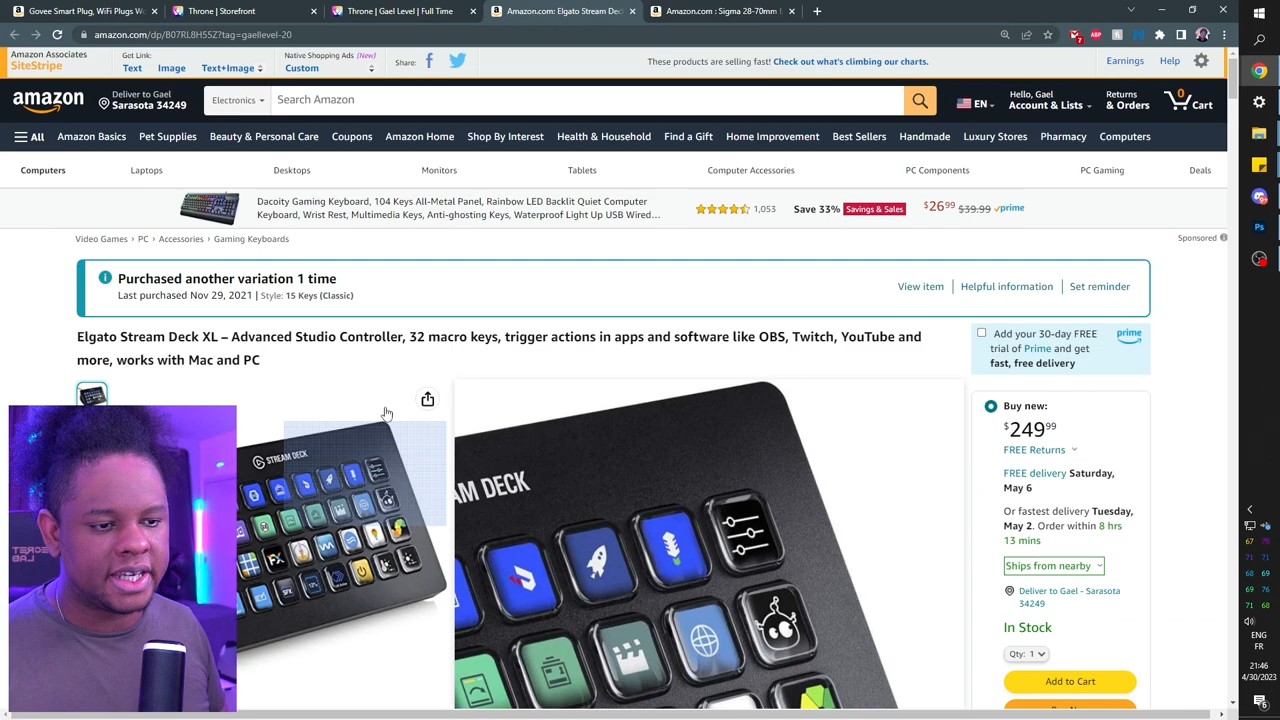 Govee Smart Plug, WiFi Plugs W
Throne
Throne | Gael Level | Full Time
Amazon.com: Elgato Stream Deck
Amazon.com : Sigma 28-70mm f
amazon.com/dp/B07RL8H55Z?tag=gaellevel-20
Amazon Associates
SiteStripe
Get Link:
Text
Image
Text+Image
Native Shopping Ads (New)
Custom
Share:
These products are selling fast! Check out what's climbing our charts.
Earnings
Help
amazon
Deliver to Gael
Sarasota 34249
Electronics
Search Amazon
EN
Hello, Gael
Account & Lists
Returns
& Orders
0
Cart
All
Amazon Basics
Pet Supplies
Beauty & Personal Care
Coupons
Amazon Home
Shop By Interest
Health & Household
Find a Gift
Home Improvement
Best Sellers
Handmade
Luxury Stores
Pharmacy
Computers
Computers
Laptops
Desktops
Monitors
Tablets
Computer Accessories
PC Components
PC Gaming
Deals
Dacoity Gaming Keyboard, 104 Keys All-Metal Panel, Rainbow LED Backlit Quiet Computer
Keyboard, Wrist Rest, Multimedia Keys, Anti-ghosting Keys, Waterproof Light Up USB Wired...
1,053
Save 33%
Savings & Sales
$26.99
$39.99
prime
Video Games › PC › Accessories › Gaming Keyboards
Sponsored
Purchased another variation 1 time
Last purchased Nov 29, 2021 | Style: 15 Keys (Classic)
View item
Helpful information
Set reminder
Elgato Stream Deck XL – Advanced Studio Controller, 32 macro keys, trigger actions in apps and software like OBS, Twitch, YouTube and
more, works with Mac and PC
Add your 30-day FREE
trial of Prime and get
fast, free delivery
prime
Buy new:
$249.99
FREE Returns
FREE delivery Saturday,
May 6
Or fastest delivery Tuesday,
May 2. Order within 8 hrs
13 mins
Ships from nearby
Deliver to Gael - Sarasota
34249
In Stock
Qty: 1
Add to Cart
STREAM DECK
AM DECK
ENG
FR
21:46
4/30/2023